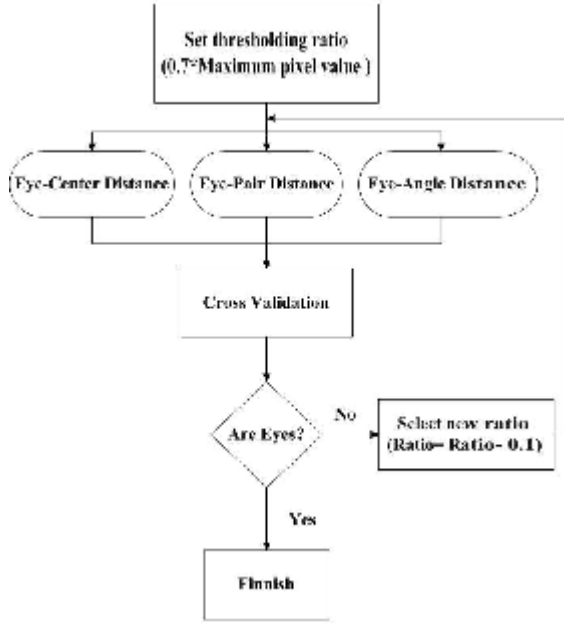 Set thresholding ratio
(0.7*Maximum pixel value )
Eye-Center Distance
Eye-Pair Distance
Eye-Angle Distance
Cross Validation
Are Eyes?
No
Select new ratio
(Ratio= Ratio- 0.1)
Yes
Finnish